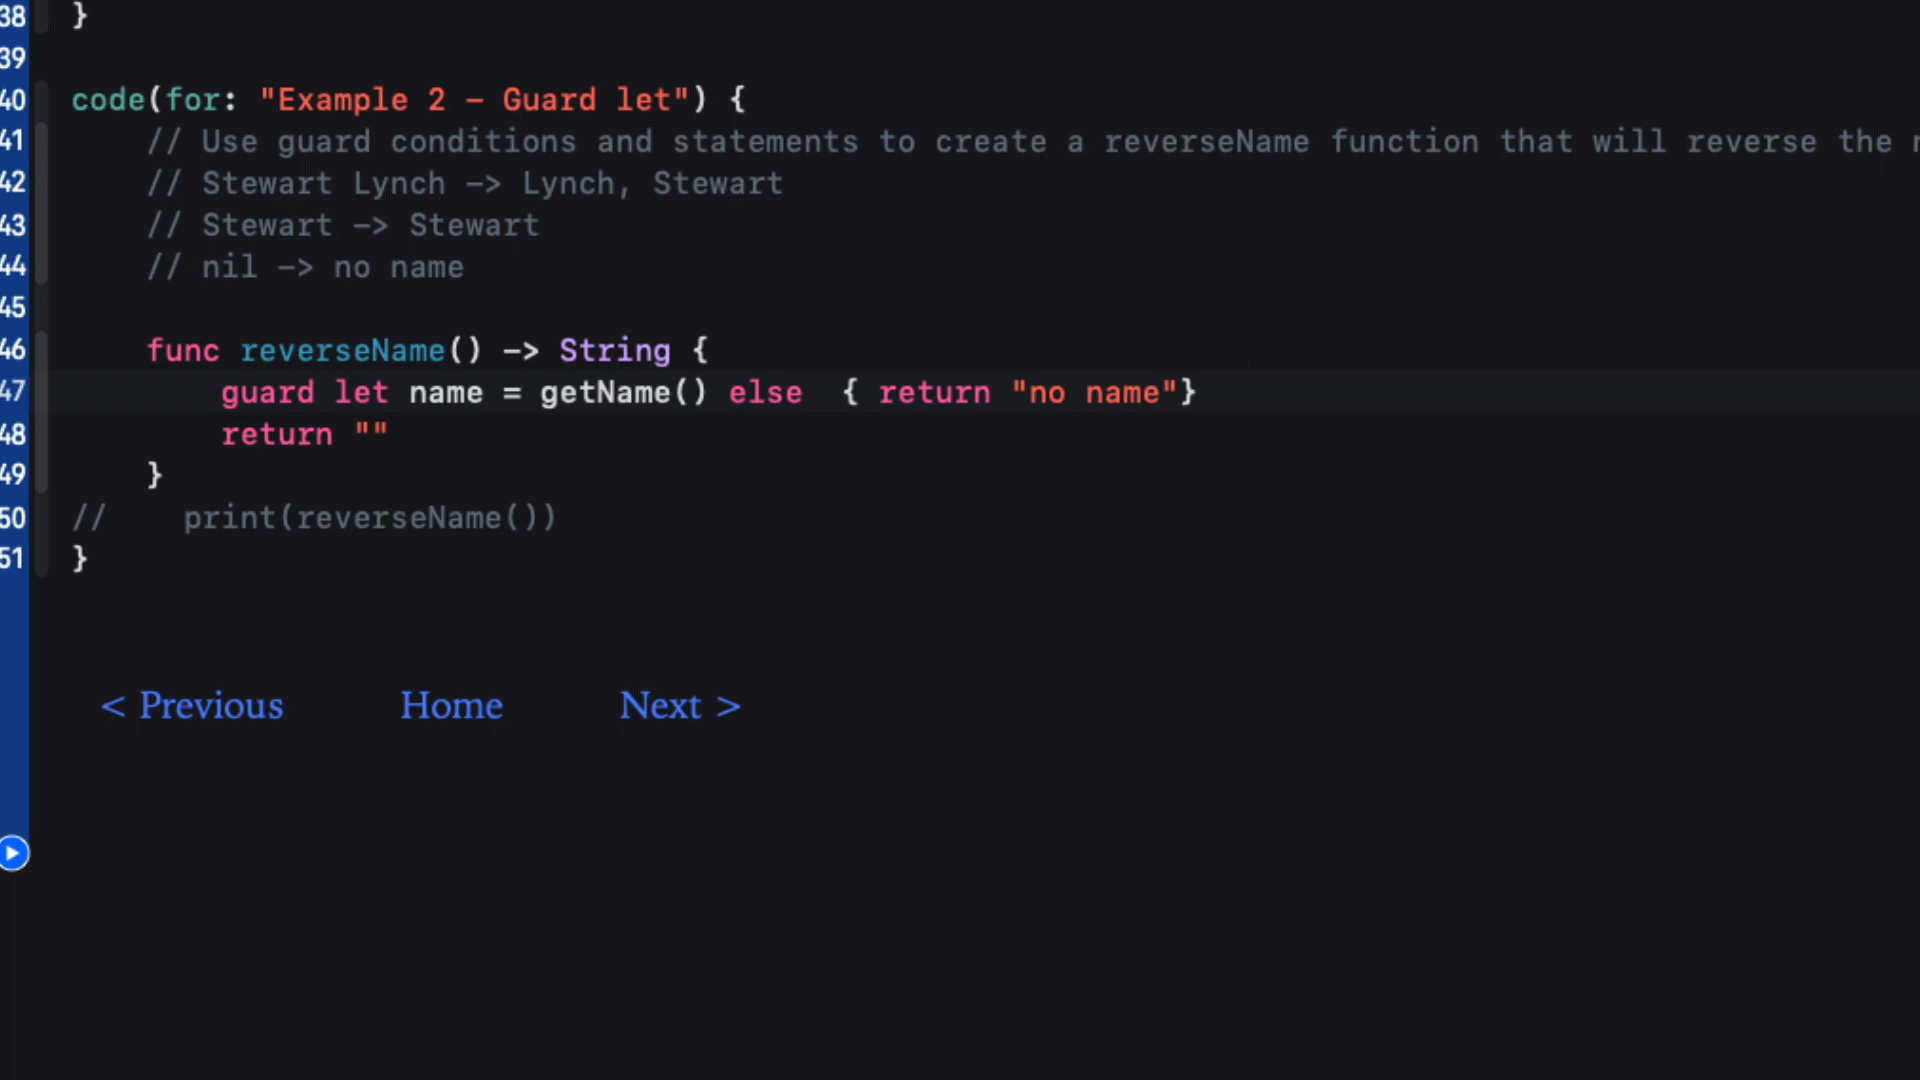 38 }
39
40 code(for: "Example 2 – Guard let") {
41 // Use guard conditions and statements to create a reverseName function that will reverse the
42 // Stewart Lynch –> Lynch, Stewart
43 // Stewart –> Stewart
44 // nil –> no name
45
46 func reverseName() –> String {
47 guard let name = getName() else  { return "no name"}
48 return ""
49 }
50 //    print(reverseName())
51 }
< Previous Home Next >